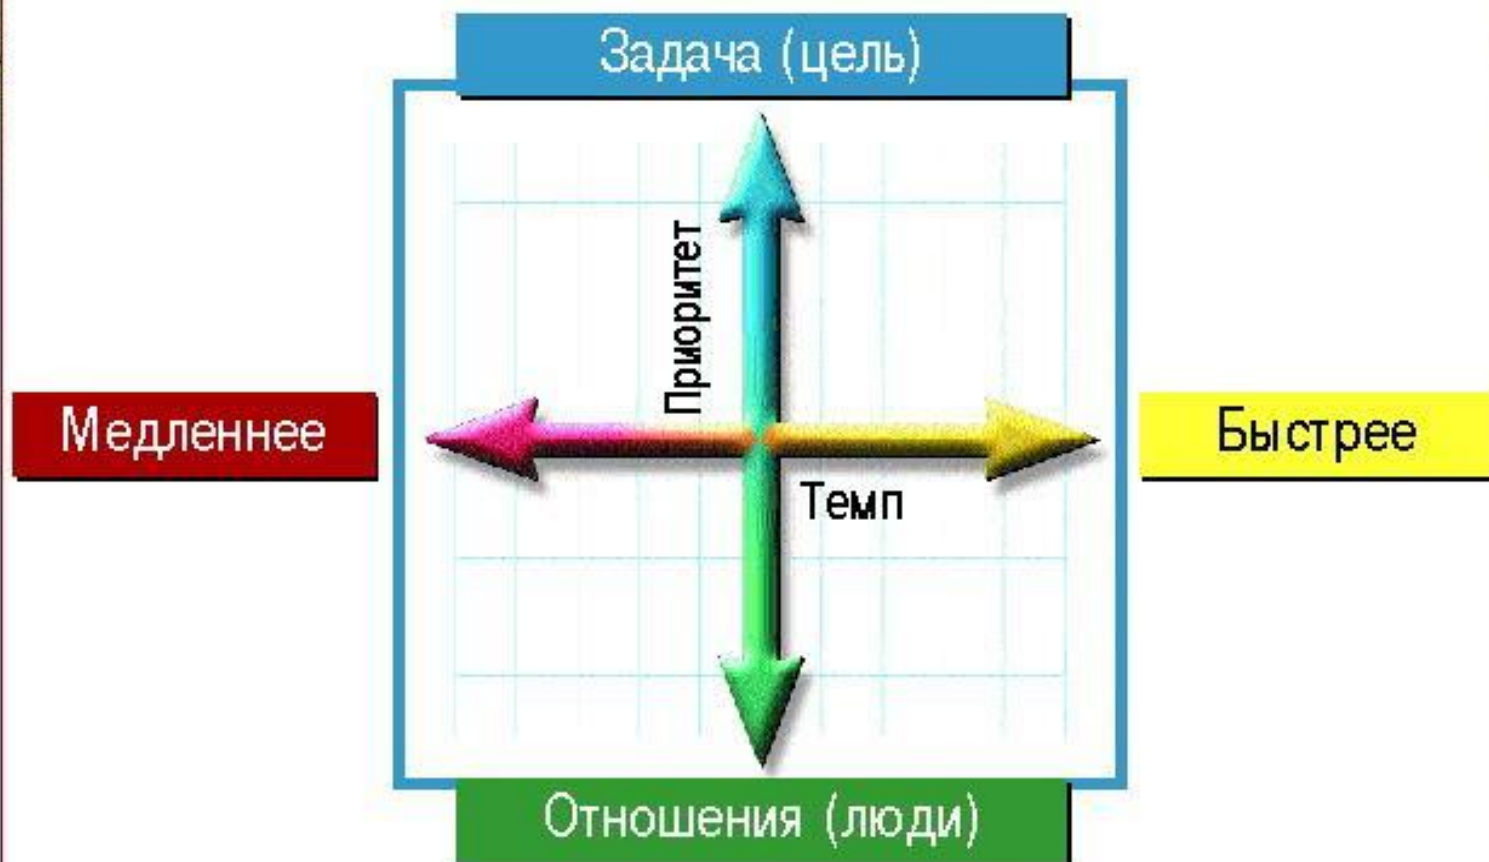 Задача (цель)
Приоритет
Медленнее
Быстрее
Темп
Отношения (люди)